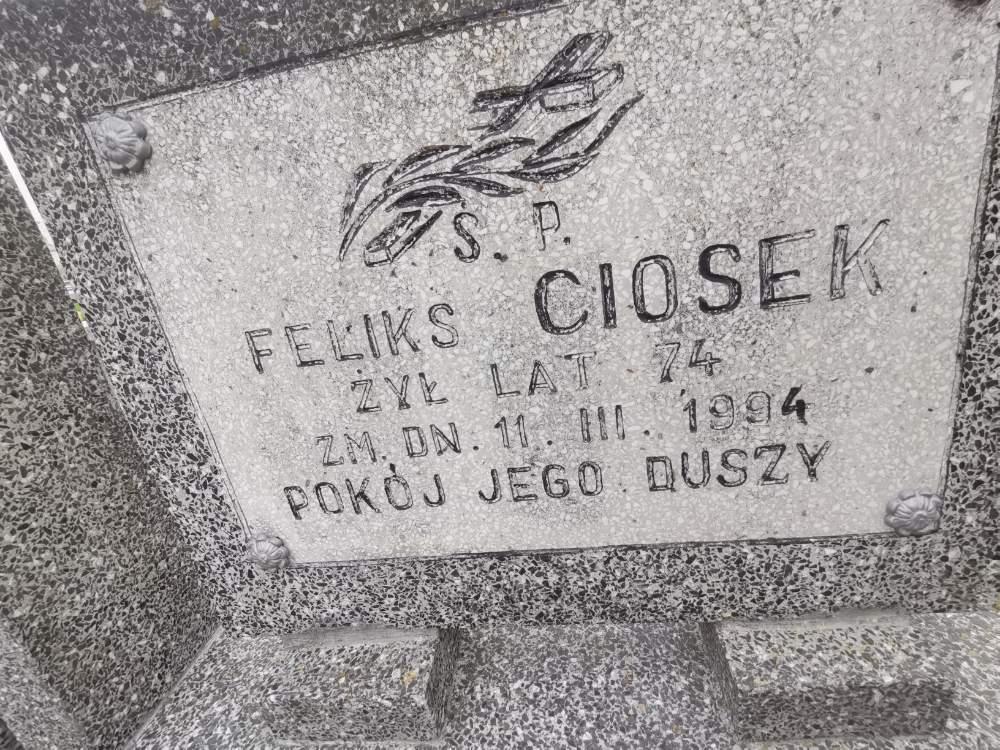 Ś. P.
FELIKS CIOSEK
ŻYŁ LAT 74
ZM. DN. 11. III. 1994
POKÓJ JEGO DUSZY